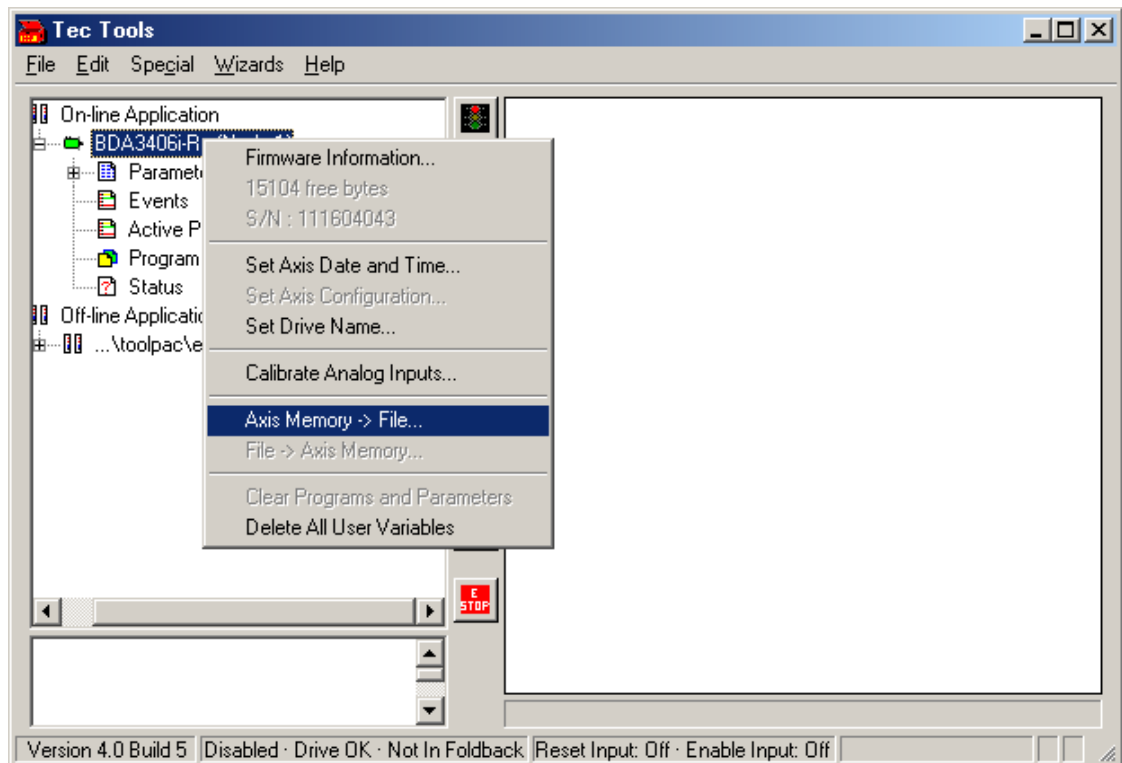 Tec Tools
File Edit Special Wizards Help
On-line Application
BDA3406i-R
Paramet
Events
Active P
Program
Status
Off-line Applicatio
...\toolpac\e
Firmware Information...
15104 free bytes
S/N : 111604043
Set Axis Date and Time...
Set Axis Configuration...
Set Drive Name...
Calibrate Analog Inputs...
Axis Memory -> File...
File -> Axis Memory...
Clear Programs and Parameters
Delete All User Variables
E
STOP
Version 4.0 Build 5 Disabled · Drive OK · Not In Foldback Reset Input: Off · Enable Input: Off